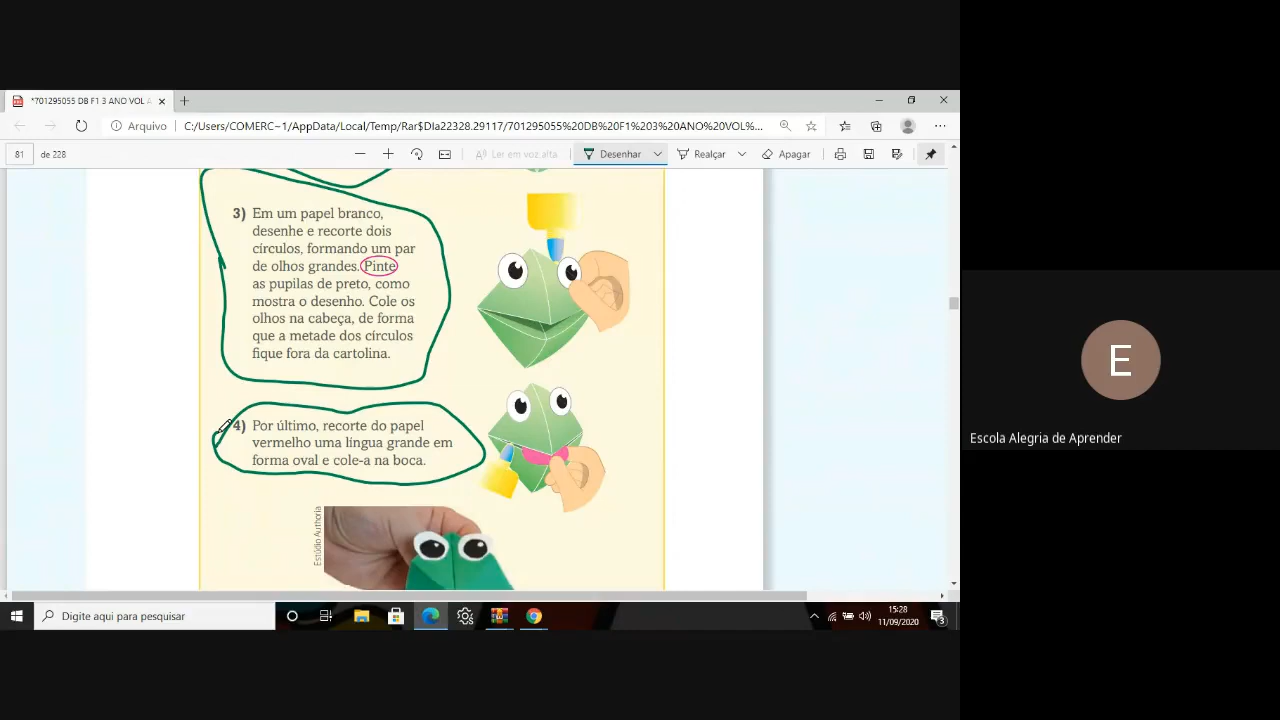 *701295055 DB F1 3 ANO VOL
Arquivo
C:/Users/COMERC~1/AppData/Local/Temp/Rar$DIa22328.29117/701295055%20DB%20F1%203%20ANO%20VOL%...
81 de 228
Ler em voz alta
Desenhar
Realçar
Apagar
3) Em um papel branco,
desenhe e recorte dois
círculos, formando um par
de olhos grandes. Pinte
as pupilas de preto, como
mostra o desenho. Cole os
olhos na cabeça, de forma
que a metade dos círculos
fique fora da cartolina.
4) Por último, recorte do papel
vermelho uma língua grande em
forma oval e cole-a na boca.
Estúdio Authoria
E
Escola Alegria de Aprender
Digite aqui para pesquisar
15:28
11/09/2020
3